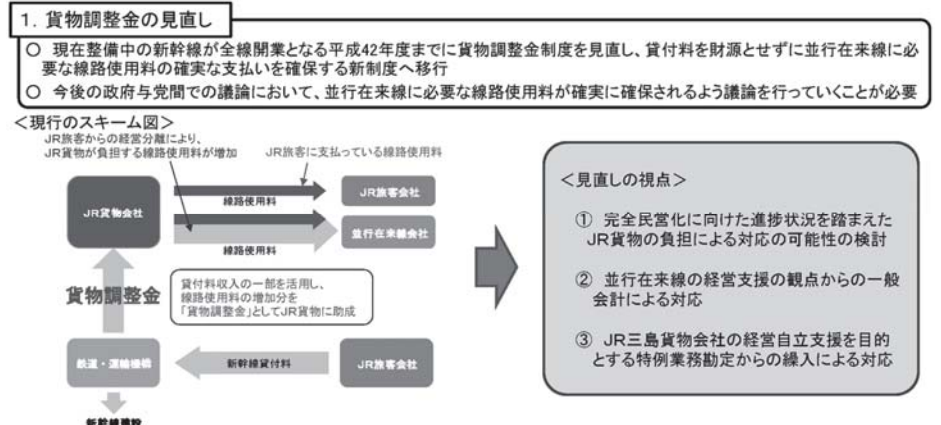 1. 貨物調整金の見直し
○ 現在整備中の新幹線が全線開業となる平成42年度までに貨物調整金制度を見直し、貸付料を財源とせずに並行在来線に必
要な線路使用料の確実な支払いを確保する新制度へ移行
○ 今後の政府与党間での議論において、並行在来線に必要な線路使用料が確実に確保されるよう議論を行っていくことが必要
<現行のスキーム図>
JR旅客からの経営分離により、
JR貨物が負担する線路使用料が増加
JR旅客に支払っている線路使用料
JR貨物会社
線路使用料
JR旅客会社
線路使用料
並行在来線会社
貨物調整金
貸付料収入の一部を活用し、
線路使用料の増加分を
「貨物調整金」としてJR貨物に助成
鉄道・運輸機構
新幹線貸付料
JR旅客会社
新幹線建設
<見直しの視点>
① 完全民営化に向けた進捗状況を踏まえた
JR貨物の負担による対応の可能性の検討
② 並行在来線の経営支援の観点からの一般
会計による対応
③ JR三島貨物会社の経営自立支援を目的
とする特例業務勘定からの繰入による対応